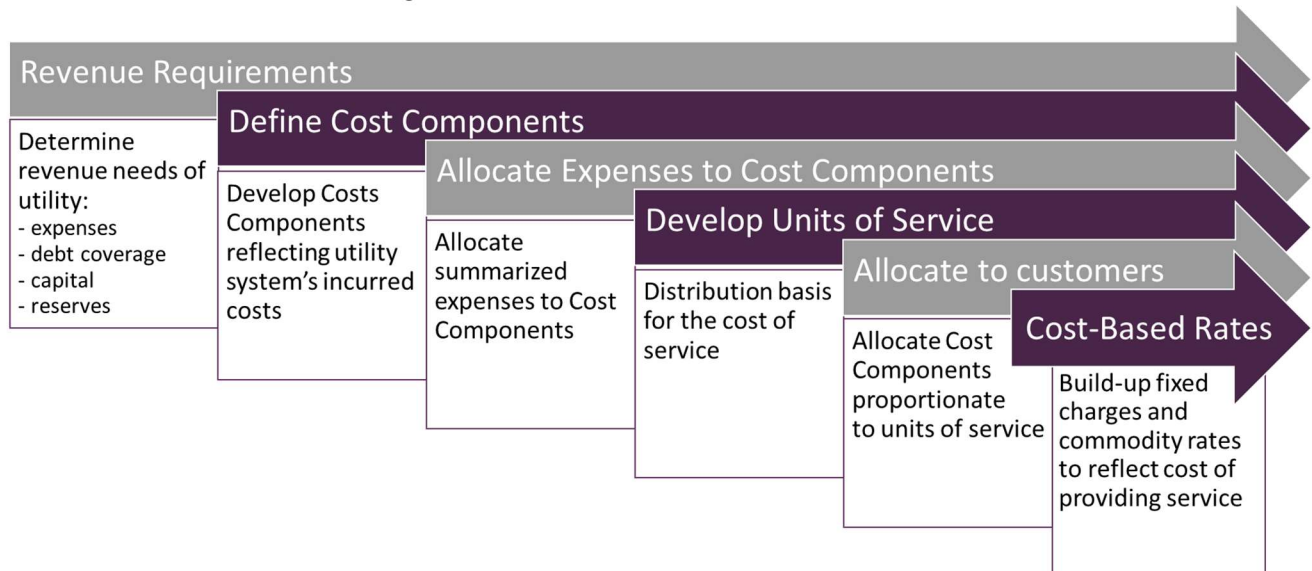 Revenue Requirements
Determine
revenue needs of
utility:
- expenses
- debt coverage
- capital
- reserves
Define Cost Components
Develop Costs
Components
reflecting utility
system's incurred
costs
Allocate Expenses to Cost Components
Allocate
summarized
expenses to Cost
Components
Develop Units of Service
Distribution basis
for the cost of
service
Allocate to customers
Allocate Cost
Components
proportionate
to units of service
Cost-Based Rates
Build-up fixed
charges and
commodity rates
to reflect cost of
providing service